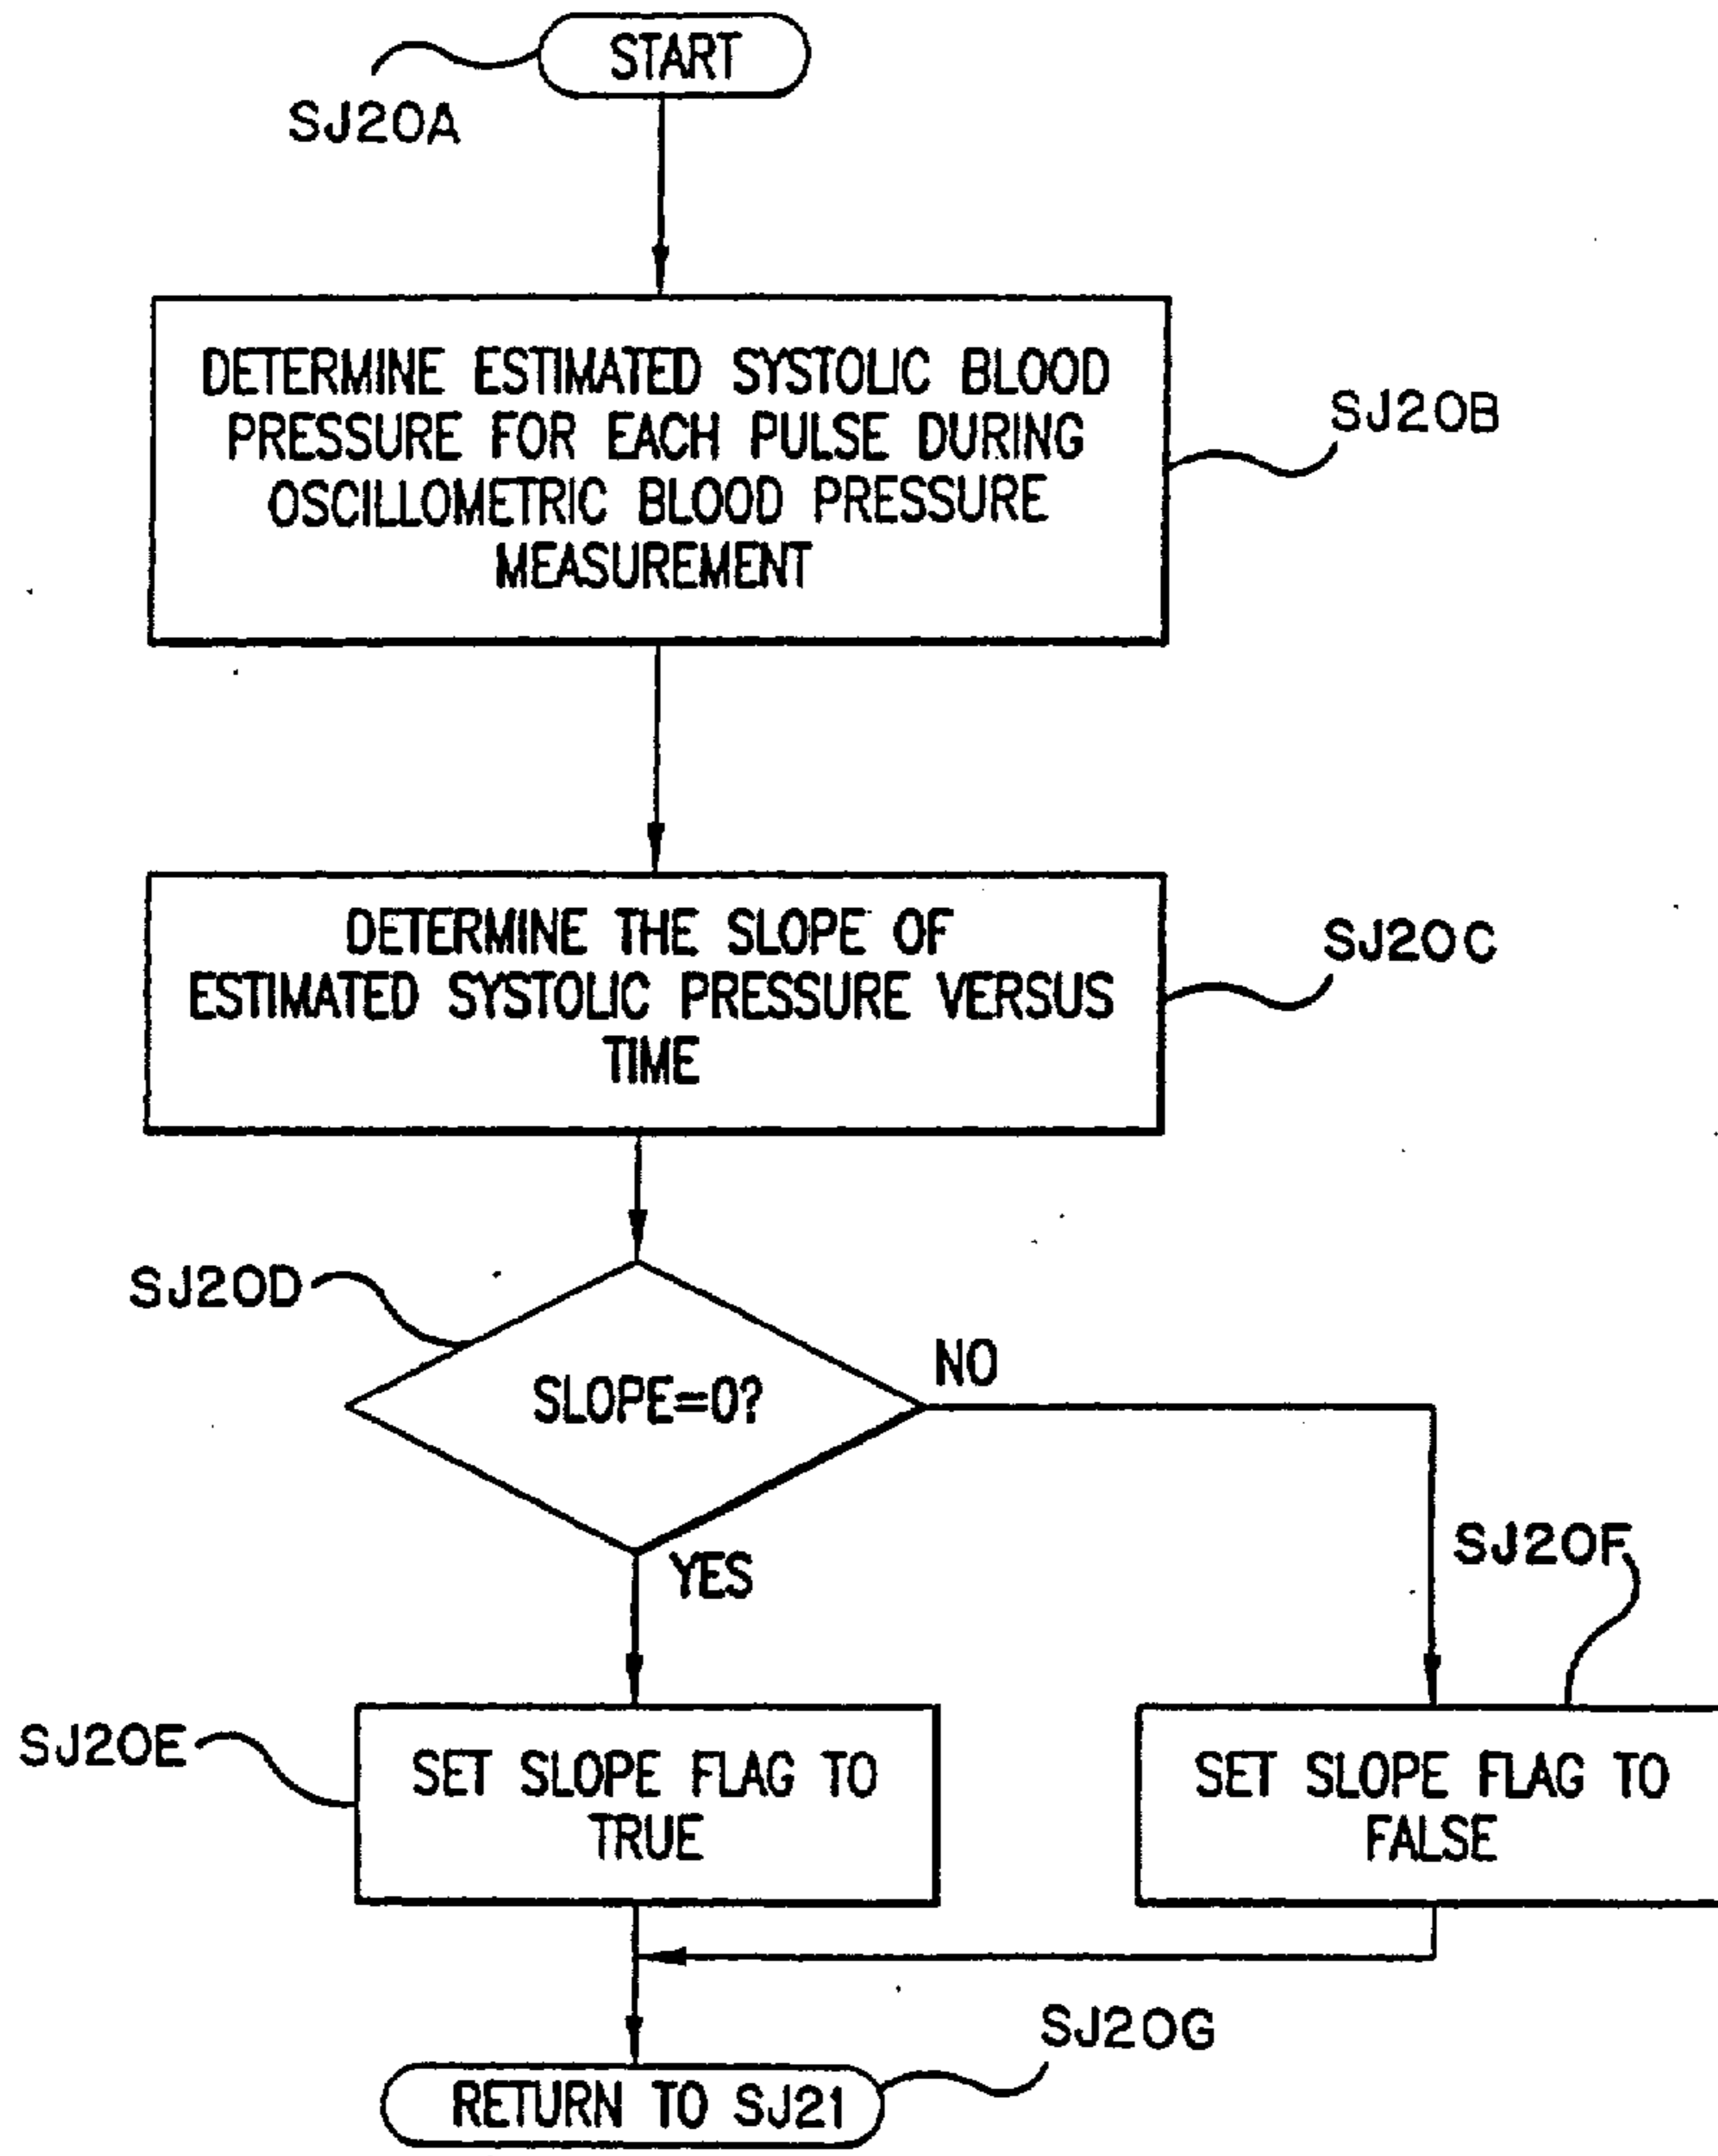 START
SJ20A
DETERMINE ESTIMATED SYSTOLIC BLOOD
PRESSURE FOR EACH PULSE DURING
OSCILLOMETRIC BLOOD PRESSURE
MEASUREMENT
SJ20B
DETERMINE THE SLOPE OF
ESTIMATED SYSTOLIC PRESSURE VERSUS
TIME
SJ20C
SJ20D
SLOPE=0?
NO
YES
SJ20F
SJ20E
SET SLOPE FLAG TO
TRUE
SET SLOPE FLAG TO
FALSE
SJ20G
RETURN TO SJ21